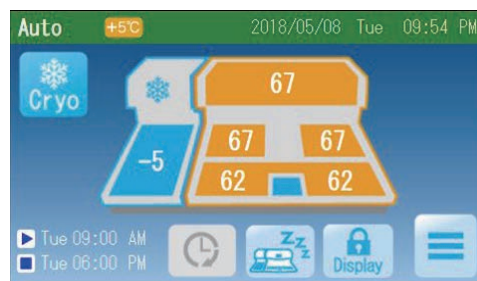 Auto +5℃ 2018/05/08 Tue 09:54 PM
Cryo
67
67 67
-5
62 62
Tue 09:00 AM
Tue 06:00 PM
Zzz
Display